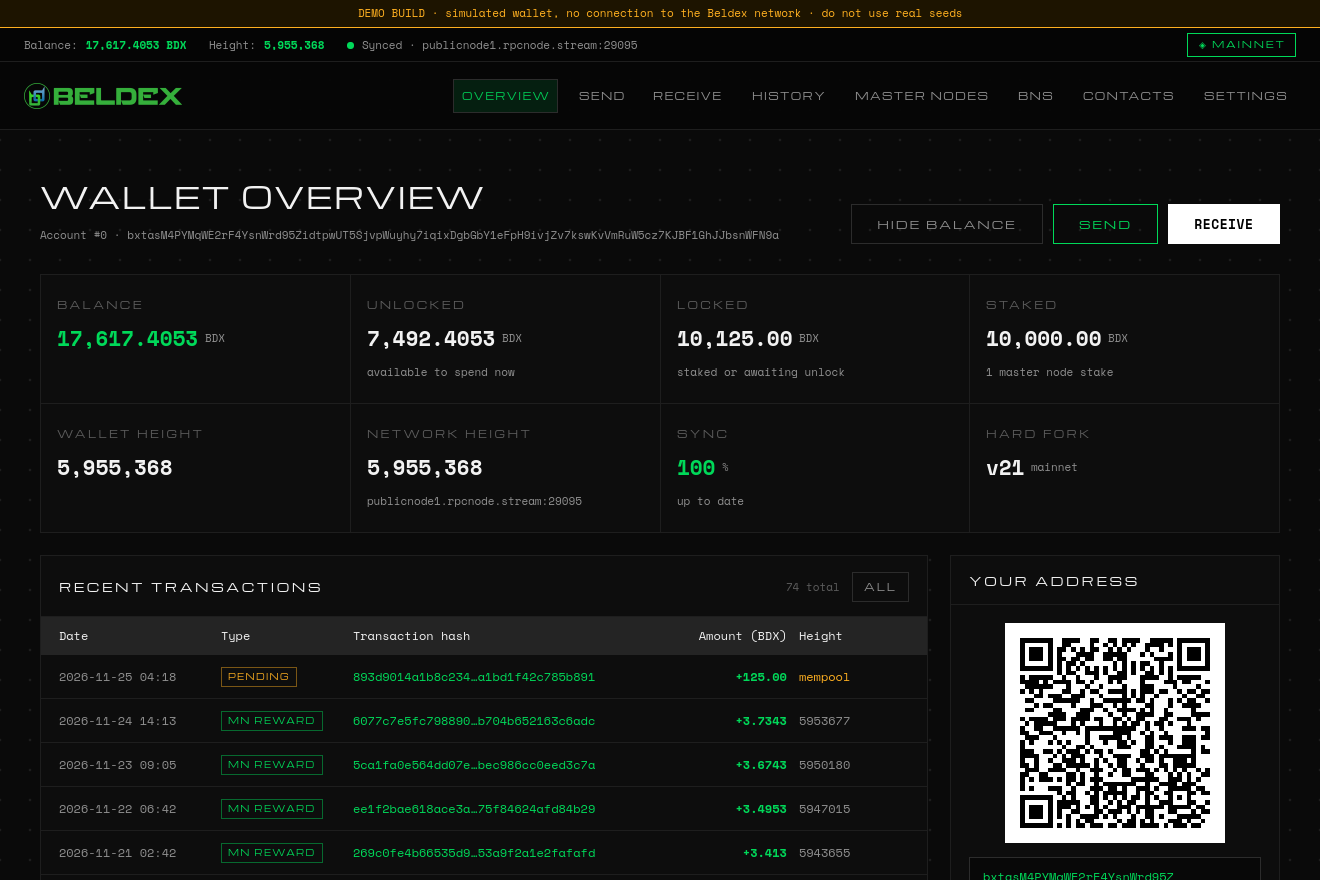 DEMO BUILD · simulated wallet, no connection to the Beldex network · do not use real seeds
Balance: 17,617.4053 BDX Height: 5,955,368 Synced · publicnode1.rpcnode.stream:29095 MAINNET
BELDEX OVERVIEW SEND RECEIVE HISTORY MASTER NODES BNS CONTACTS SETTINGS
WALLET OVERVIEW
Account #0 · bxtasM4PYMqWE2rF4YsnWrd95ZidtpwUT5SjvpWuyhy7iqixDgbGbY1eFpH9ivjZv7kswKvVmRuW5cz7KJBF1GhJJbsnWFN9a
HIDE BALANCE SEND RECEIVE
BALANCE UNLOCKED LOCKED STAKED
17,617.4053 BDX 7,492.4053 BDX 10,125.00 BDX 10,000.00 BDX
available to spend now staked or awaiting unlock 1 master node stake
WALLET HEIGHT NETWORK HEIGHT SYNC HARD FORK
5,955,368 5,955,368 100 % v21 mainnet
publicnode1.rpcnode.stream:29095 up to date
RECENT TRANSACTIONS 74 total ALL
YOUR ADDRESS
Date Type Transaction hash Amount (BDX) Height
2026-11-25 04:18 PENDING 893d9014a1b8c234…a1bd1f42c785b891 +125.00 mempool
2026-11-24 14:13 MN REWARD 6077c7e5fc798890…b704b652163c6adc +3.7343 5953677
2026-11-23 09:05 MN REWARD 5ca1fa0e564dd07e…bec986cc0eed3c7a +3.6743 5950180
2026-11-22 06:42 MN REWARD ee1f2bae618ace3a…75f84624afd84b29 +3.4953 5947015
2026-11-21 02:42 MN REWARD 269c0fe4b66535d9…53a9f2a1e2fafafd +3.413 5943655
bxtasM4PYMqWE2rF4YsnWrd95Z